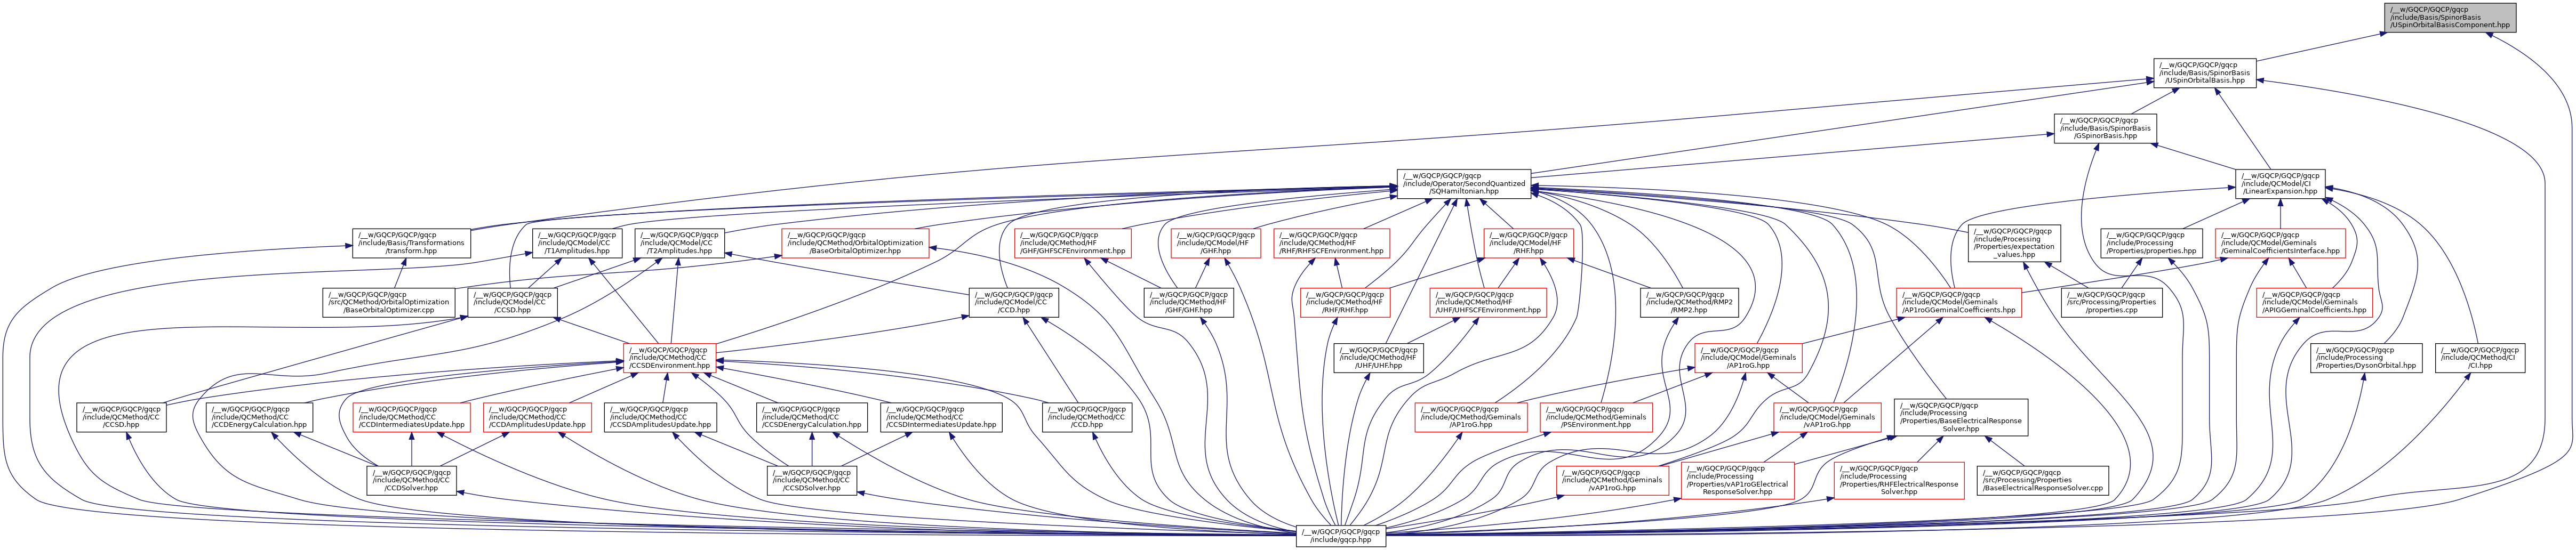 /__w/GQCP/GQCP/gqcp
/include/Basis/SpinorBasis
/USpinOrbitalBasisComponent.hpp
/__w/GQCP/GQCP/gqcp
/include/Basis/SpinorBasis
/USpinOrbitalBasis.hpp
/__w/GQCP/GQCP/gqcp
/include/Basis/SpinorBasis
/GSpinorBasis.hpp
/__w/GQCP/GQCP/gqcp
/include/Operator/SecondQuantized
/SQHamiltonian.hpp
/__w/GQCP/GQCP/gqcp
/include/QCModel/CI
/LinearExpansion.hpp
/__w/GQCP/GQCP/gqcp
/include/Basis/Transformations
/transform.hpp
/__w/GQCP/GQCP/gqcp
/include/QCModel/CC
/T1Amplitudes.hpp
/__w/GQCP/GQCP/gqcp
/include/QCModel/CC
/T2Amplitudes.hpp
/__w/GQCP/GQCP/gqcp
/include/QCMethod/OrbitalOptimization
/BaseOrbitalOptimizer.hpp
/__w/GQCP/GQCP/gqcp
/include/QCMethod/HF
/GHF/GHFSCFEnvironment.hpp
/__w/GQCP/GQCP/gqcp
/include/QCModel/HF
/GHF.hpp
/__w/GQCP/GQCP/gqcp
/include/QCMethod/HF
/RHF/RHFSCFEnvironment.hpp
/__w/GQCP/GQCP/gqcp
/include/QCModel/HF
/RHF.hpp
/__w/GQCP/GQCP/gqcp
/include/Processing
/Properties/expectation
_values.hpp
/__w/GQCP/GQCP/gqcp
/include/Processing
/Properties/properties.hpp
/__w/GQCP/GQCP/gqcp
/include/QCModel/Geminals
/GeminalCoefficientsInterface.hpp
/__w/GQCP/GQCP/gqcp
/src/QCMethod/OrbitalOptimization
/BaseOrbitalOptimizer.cpp
/__w/GQCP/GQCP/gqcp
/include/QCModel/CC
/CCSD.hpp
/__w/GQCP/GQCP/gqcp
/include/QCModel/CC
/CCD.hpp
/__w/GQCP/GQCP/gqcp
/include/QCMethod/HF
/GHF/GHF.hpp
/__w/GQCP/GQCP/gqcp
/include/QCMethod/HF
/RHF/RHF.hpp
/__w/GQCP/GQCP/gqcp
/include/QCMethod/HF
/UHF/UHFSCFEnvironment.hpp
/__w/GQCP/GQCP/gqcp
/include/QCMethod/RMP2
/RMP2.hpp
/__w/GQCP/GQCP/gqcp
/include/QCModel/Geminals
/AP1roGGeminalCoefficients.hpp
/__w/GQCP/GQCP/gqcp
/src/Processing/Properties
/properties.cpp
/__w/GQCP/GQCP/gqcp
/include/QCModel/Geminals
/APIGGeminalCoefficients.hpp
/__w/GQCP/GQCP/gqcp
/include/QCMethod/CC
/CCSDEnvironment.hpp
/__w/GQCP/GQCP/gqcp
/include/QCMethod/HF
/UHF/UHF.hpp
/__w/GQCP/GQCP/gqcp
/include/QCModel/Geminals
/AP1roG.hpp
/__w/GQCP/GQCP/gqcp
/include/Processing
/Properties/DysonOrbital.hpp
/__w/GQCP/GQCP/gqcp
/include/QCMethod/CI
/CI.hpp
/__w/GQCP/GQCP/gqcp
/include/QCMethod/CC
/CCSD.hpp
/__w/GQCP/GQCP/gqcp
/include/QCMethod/CC
/CCDEnergyCalculation.hpp
/__w/GQCP/GQCP/gqcp
/include/QCMethod/CC
/CCDIntermediatesUpdate.hpp
/__w/GQCP/GQCP/gqcp
/include/QCMethod/CC
/CCDAmplitudesUpdate.hpp
/__w/GQCP/GQCP/gqcp
/include/QCMethod/CC
/CCSDAmplitudesUpdate.hpp
/__w/GQCP/GQCP/gqcp
/include/QCMethod/CC
/CCSDEnergyCalculation.hpp
/__w/GQCP/GQCP/gqcp
/include/QCMethod/CC
/CCSDIntermediatesUpdate.hpp
/__w/GQCP/GQCP/gqcp
/include/QCMethod/CC
/CCD.hpp
/__w/GQCP/GQCP/gqcp
/include/QCMethod/Geminals
/AP1roG.hpp
/__w/GQCP/GQCP/gqcp
/include/QCMethod/Geminals
/PSEnvironment.hpp
/__w/GQCP/GQCP/gqcp
/include/QCModel/Geminals
/vAP1roG.hpp
/__w/GQCP/GQCP/gqcp
/include/Processing
/Properties/BaseElectricalResponse
Solver.hpp
/__w/GQCP/GQCP/gqcp
/include/QCMethod/CC
/CCDSolver.hpp
/__w/GQCP/GQCP/gqcp
/include/QCMethod/CC
/CCSDSolver.hpp
/__w/GQCP/GQCP/gqcp
/include/QCMethod/Geminals
/vAP1roG.hpp
/__w/GQCP/GQCP/gqcp
/include/Processing
/Properties/vAP1roGElectrical
ResponseSolver.hpp
/__w/GQCP/GQCP/gqcp
/include/Processing
/Properties/RHFElectricalResponse
Solver.hpp
/__w/GQCP/GQCP/gqcp
/src/Processing/Properties
/BaseElectricalResponseSolver.cpp
/__w/GQCP/GQCP/gqcp
/include/gqcp.hpp